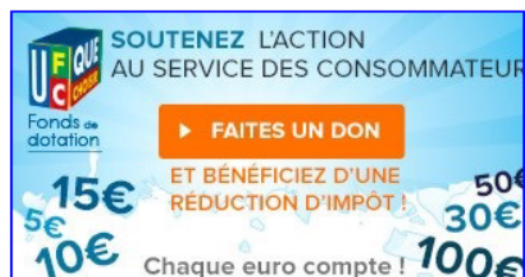 UFC QUE CHOISIR
Fonds de dotation
SOUTENEZ L'ACTION
AU SERVICE DES CONSOMMATEUR
FAITES UN DON
ET BÉNÉFICIEZ D'UNE
RÉDUCTION D'IMPÔT !
15€
5€
10€
50€
30€
100€
Chaque euro compte !